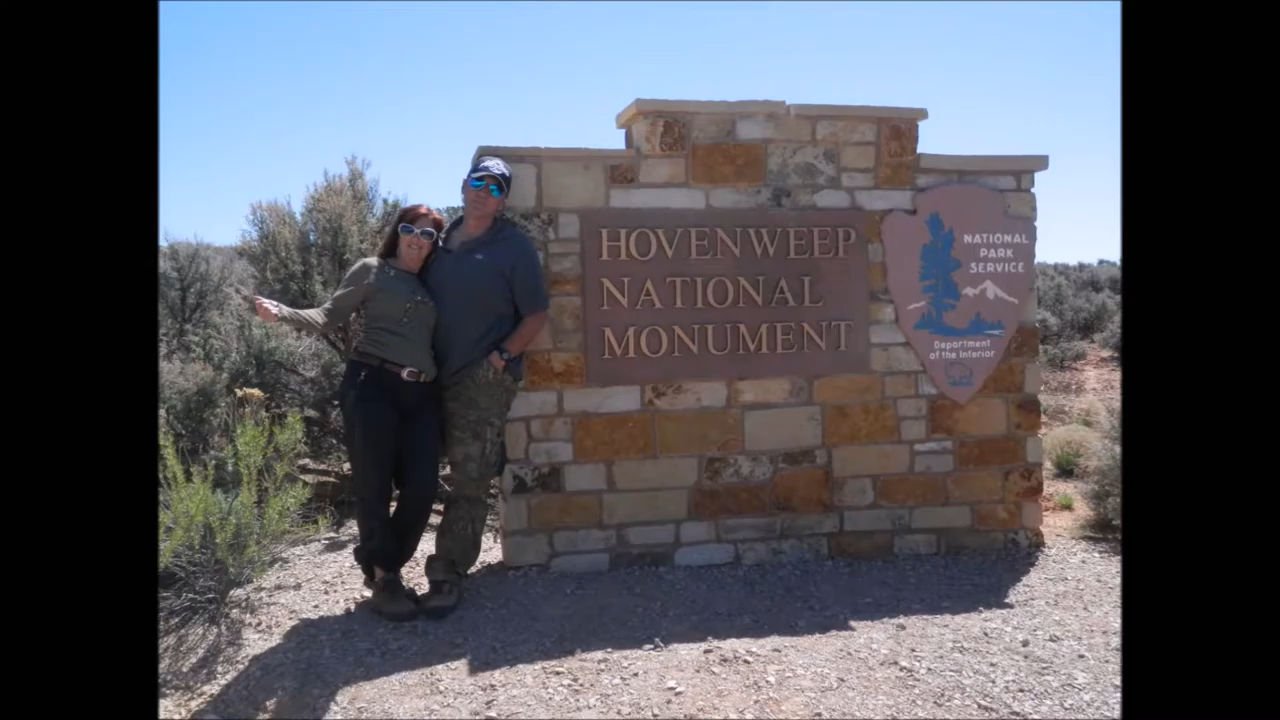 HOVENWEEP
NATIONAL
MONUMENT
NATIONAL
PARK
SERVICE
Department
of the Interior